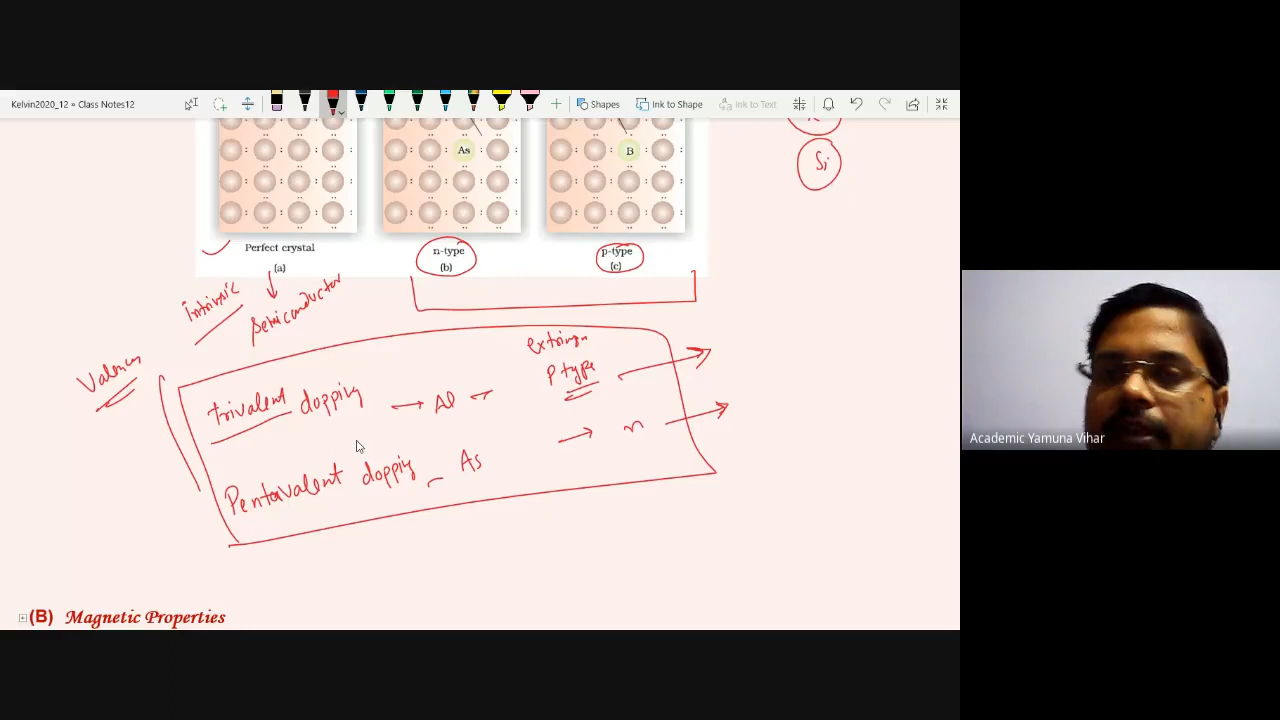 Kelvin2020_12 » Class Notes12
Shapes
Ink to Shape
Ink to Text
As
B
Si
Perfect crystal
(a)
n-type
(b)
p-type
(c)
intrinsic
Semiconductor
Valency
trivalent dopping → Al
extrinsic
P type
Pentavalent dopping – As → n
(B) Magnetic Properties
Academic Yamuna Vihar